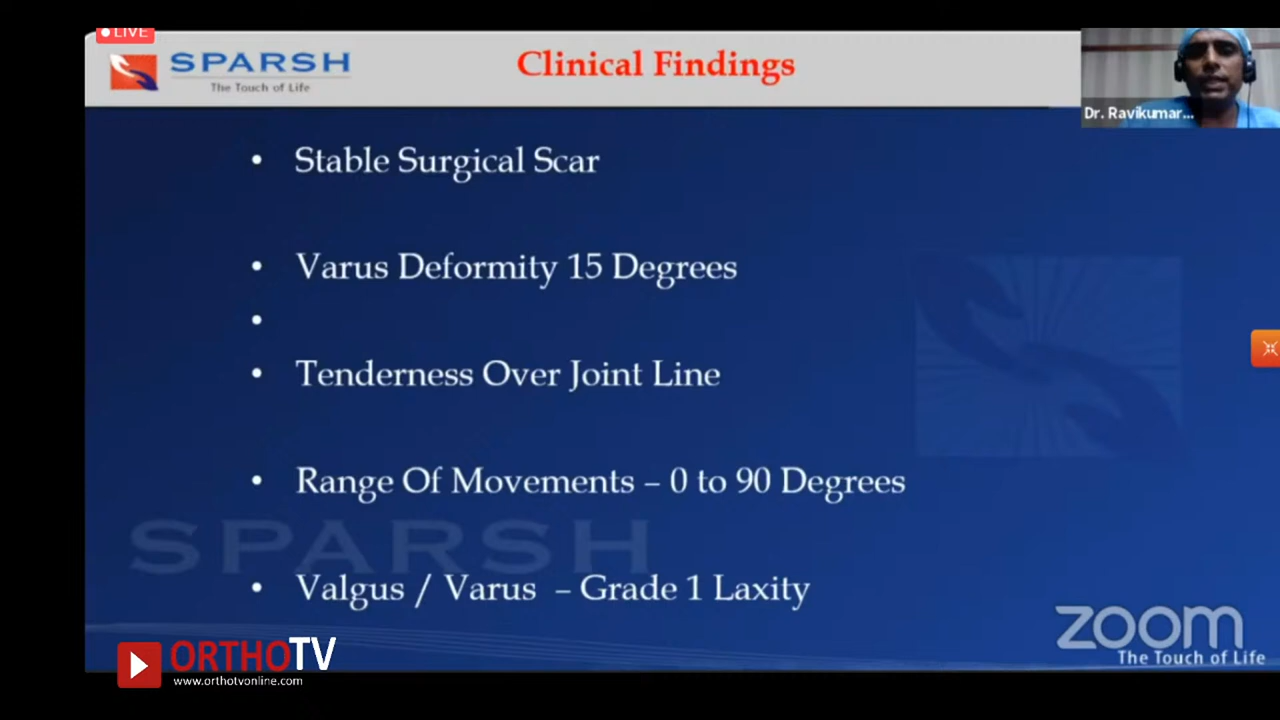 LIVE
SPARSH
The Touch of Life
Clinical Findings
Dr. Ravikumar...
• Stable Surgical Scar
• Varus Deformity 15 Degrees
•
• Tenderness Over Joint Line
• Range Of Movements – 0 to 90 Degrees
SPARSH
• Valgus / Varus – Grade 1 Laxity
zoom
The Touch of Life
ORTHOTV
www.orthotvonline.com